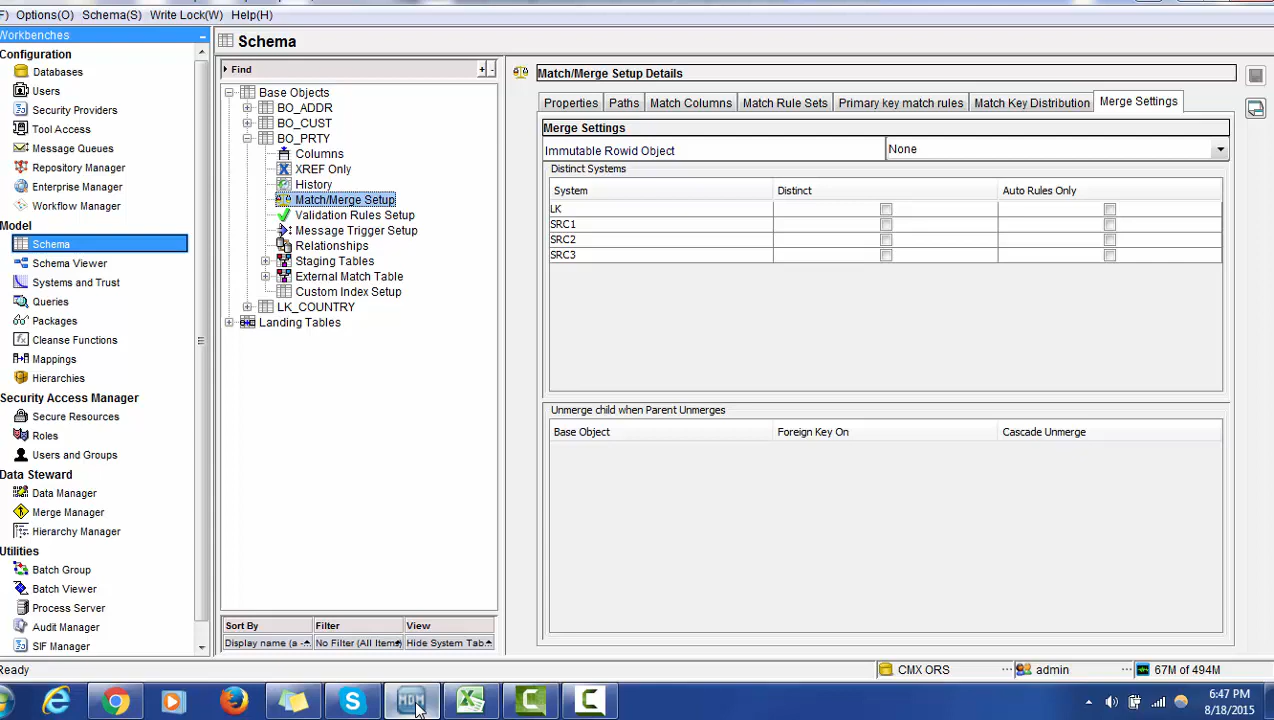 F) Options(O) Schema(S) Write Lock(W) Help(H)
Workbenches
Configuration
Databases
Users
Security Providers
Tool Access
Message Queues
Repository Manager
Enterprise Manager
Workflow Manager
Model
Schema
Schema Viewer
Systems and Trust
Queries
Packages
Cleanse Functions
Mappings
Hierarchies
Security Access Manager
Secure Resources
Roles
Users and Groups
Data Steward
Data Manager
Merge Manager
Hierarchy Manager
Utilities
Batch Group
Batch Viewer
Process Server
Audit Manager
SIF Manager
Schema
Find + -
Base Objects
BO_ADDR
BO_CUST
BO_PRTY
Columns
XREF Only
History
Match/Merge Setup
Validation Rules Setup
Message Trigger Setup
Relationships
Staging Tables
External Match Table
Custom Index Setup
LK_COUNTRY
Landing Tables
Sort By Filter View
Display name (a - No Filter (All Items) Hide System Tab
Match/Merge Setup Details
Properties Paths Match Columns Match Rule Sets Primary key match rules Match Key Distribution Merge Settings
Merge Settings
Immutable Rowid Object None
Distinct Systems
System Distinct Auto Rules Only
LK
SRC1
SRC2
SRC3
Unmerge child when Parent Unmerges
Base Object Foreign Key On Cascade Unmerge
Ready CMX ORS admin 67M of 494M
MDM
6:47 PM
8/18/2015